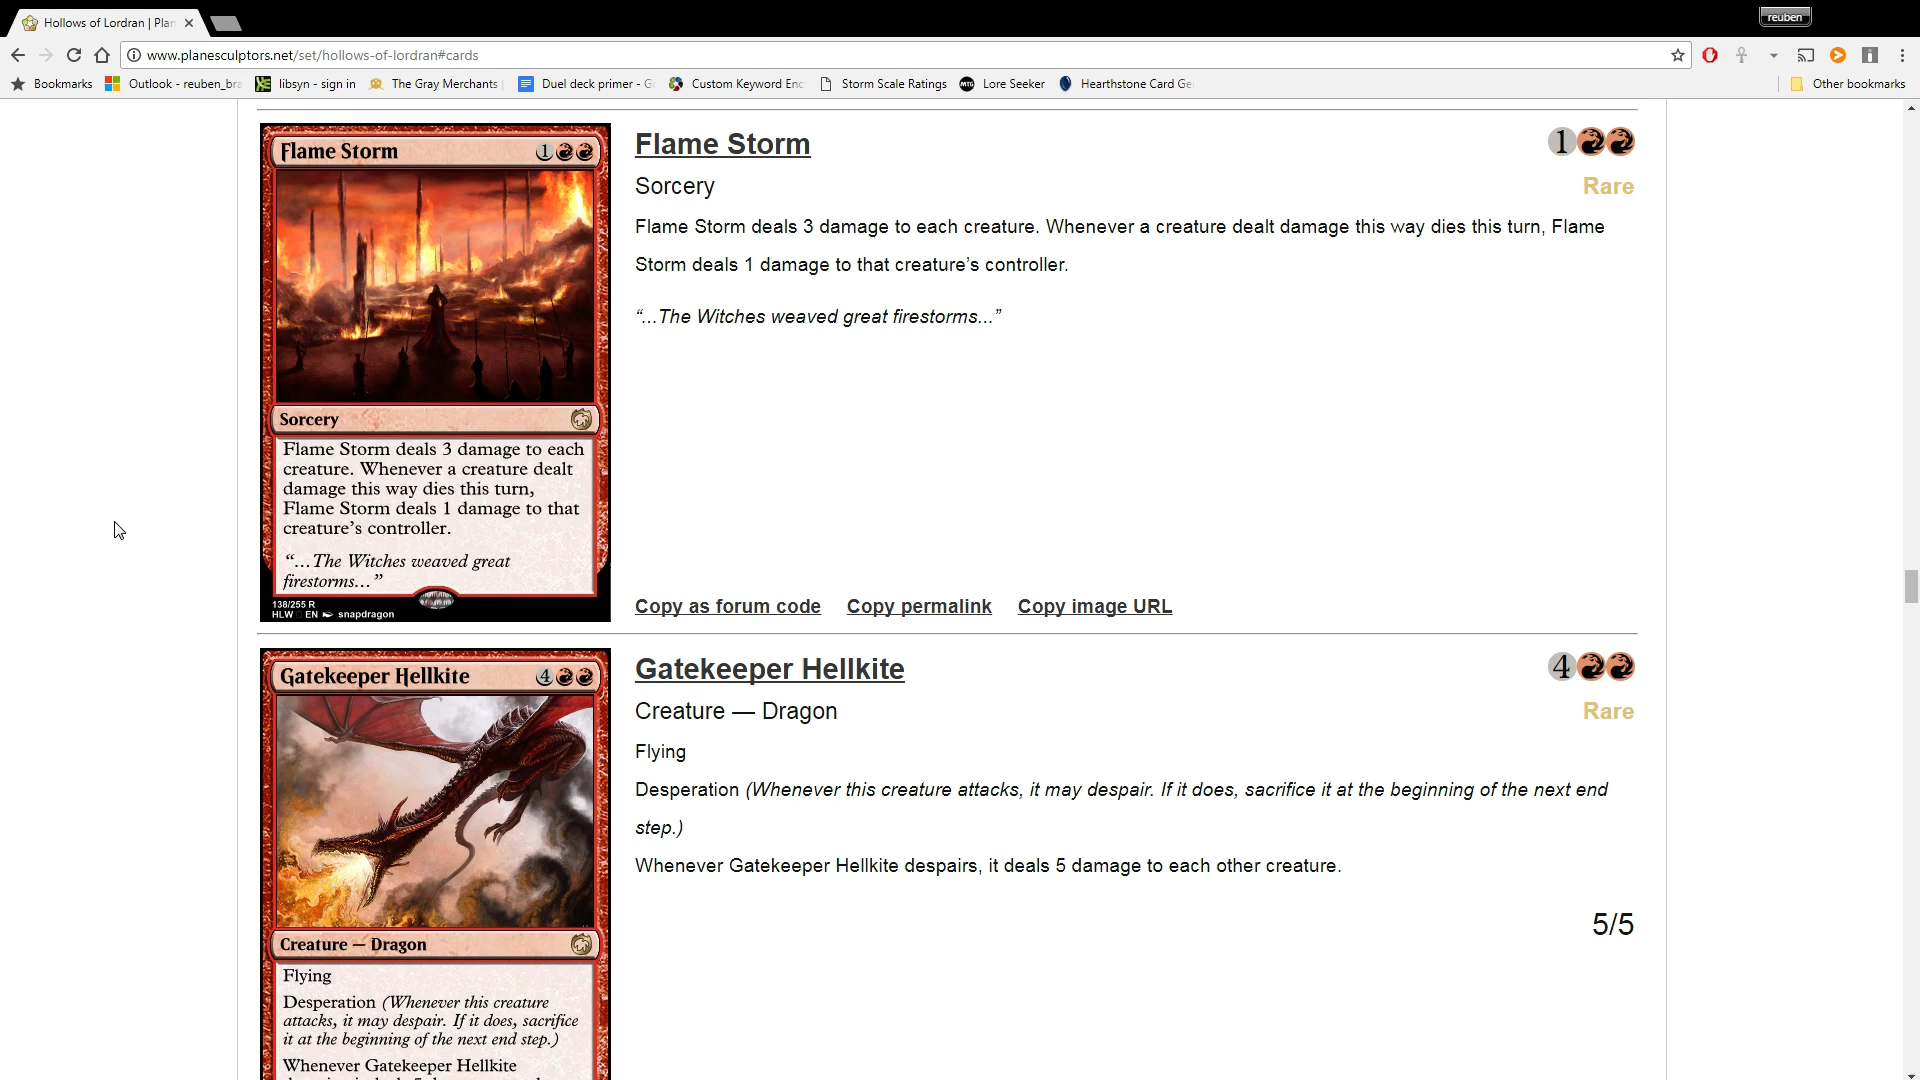 reuben
Hollows of Lordran | Plan
www.planesculptors.net/set/hollows-of-lordran#cards
Bookmarks
Outlook - reuben_bra
libsyn - sign in
The Gray Merchants
Duel deck primer - G
Custom Keyword Enc
Storm Scale Ratings
Lore Seeker
Hearthstone Card Ge
Other bookmarks
Flame Storm 1
Sorcery
Flame Storm deals 3 damage to each
creature. Whenever a creature dealt
damage this way dies this turn,
Flame Storm deals 1 damage to that
creature's controller.
“…The Witches weaved great
firestorms…”
138/255 R
HLW EN snapdragon
Flame Storm
1
Sorcery
Rare
Flame Storm deals 3 damage to each creature. Whenever a creature dealt damage this way dies this turn, Flame
Storm deals 1 damage to that creature’s controller.
“...The Witches weaved great firestorms...”
Copy as forum code Copy permalink Copy image URL
Gatekeeper Hellkite 4
Creature — Dragon
Flying
Desperation (Whenever this creature
attacks, it may despair. If it does, sacrifice
it at the beginning of the next end step.)
Whenever Gatekeeper Hellkite
Gatekeeper Hellkite
4
Creature — Dragon
Rare
Flying
Desperation (Whenever this creature attacks, it may despair. If it does, sacrifice it at the beginning of the next end
step.)
Whenever Gatekeeper Hellkite despairs, it deals 5 damage to each other creature.
5/5